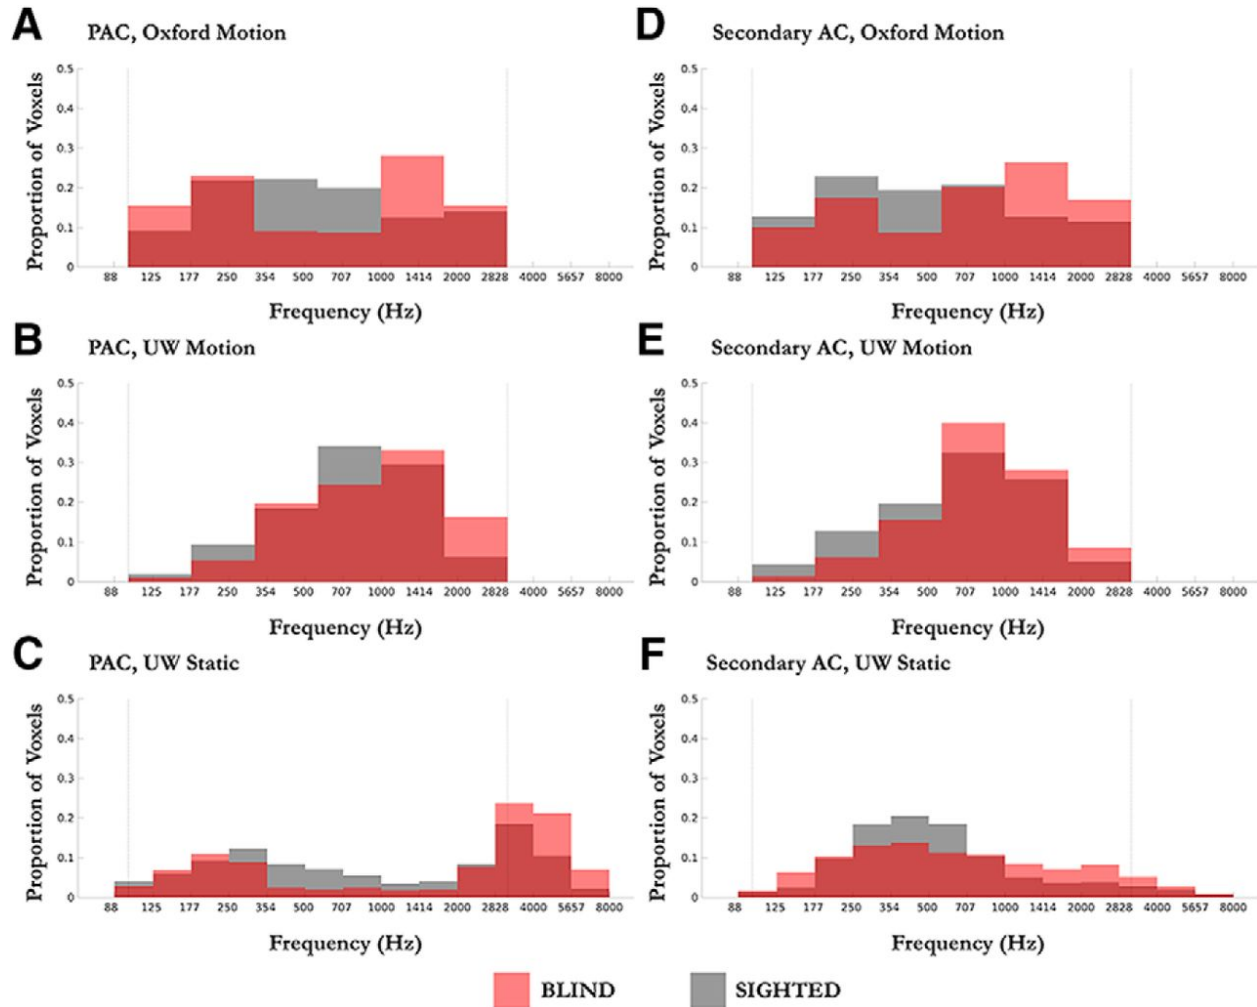 A PAC, Oxford Motion
Proportion of Voxels
0.5
0.4
0.3
0.2
0.1
0
88 125 177 250 354 500 707 1000 1414 2000 2828 4000 5657 8000
Frequency (Hz)
D Secondary AC, Oxford Motion
Proportion of Voxels
0.5
0.4
0.3
0.2
0.1
0
88 125 177 250 354 500 707 1000 1414 2000 2828 4000 5657 8000
Frequency (Hz)
B PAC, UW Motion
Proportion of Voxels
0.5
0.4
0.3
0.2
0.1
0
88 125 177 250 354 500 707 1000 1414 2000 2828 4000 5657 8000
Frequency (Hz)
E Secondary AC, UW Motion
Proportion of Voxels
0.5
0.4
0.3
0.2
0.1
0
88 125 177 250 354 500 707 1000 1414 2000 2828 4000 5657 8000
Frequency (Hz)
C PAC, UW Static
Proportion of Voxels
0.5
0.4
0.3
0.2
0.1
0
88 125 177 250 354 500 707 1000 1414 2000 2828 4000 5657 8000
Frequency (Hz)
F Secondary AC, UW Static
Proportion of Voxels
0.5
0.4
0.3
0.2
0.1
0
88 125 177 250 354 500 707 1000 1414 2000 2828 4000 5657 8000
Frequency (Hz)
BLIND SIGHTED